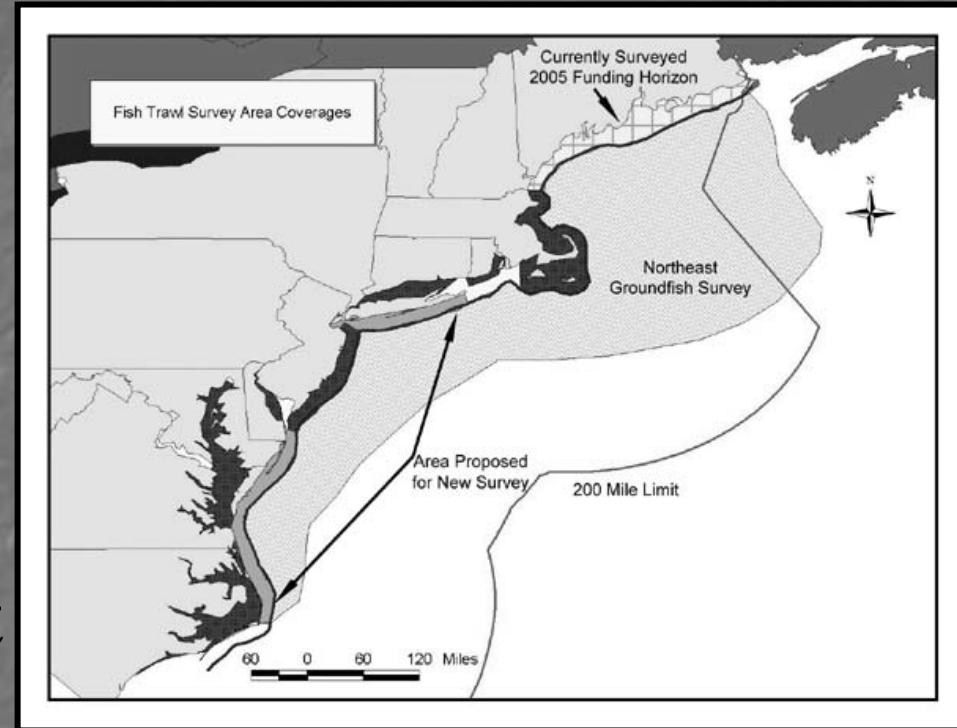 Fish Trawl Survey Area Coverages
Currently Surveyed
2005 Funding Horizon
N
Northeast
Groundfish Survey
Area Proposed
for New Survey
200 Mile Limit
60 0 60 120 Miles